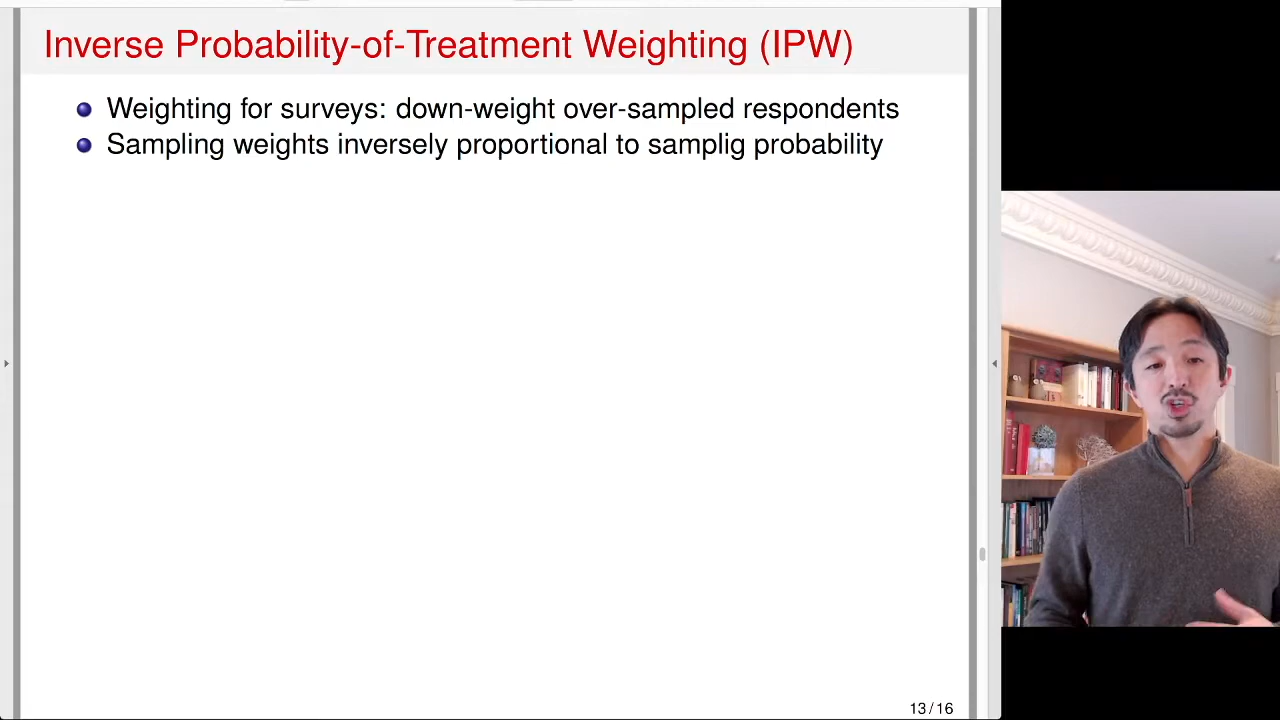 Inverse Probability-of-Treatment Weighting (IPW)
Weighting for surveys: down-weight over-sampled respondents
Sampling weights inversely proportional to samplig probability
13 / 16